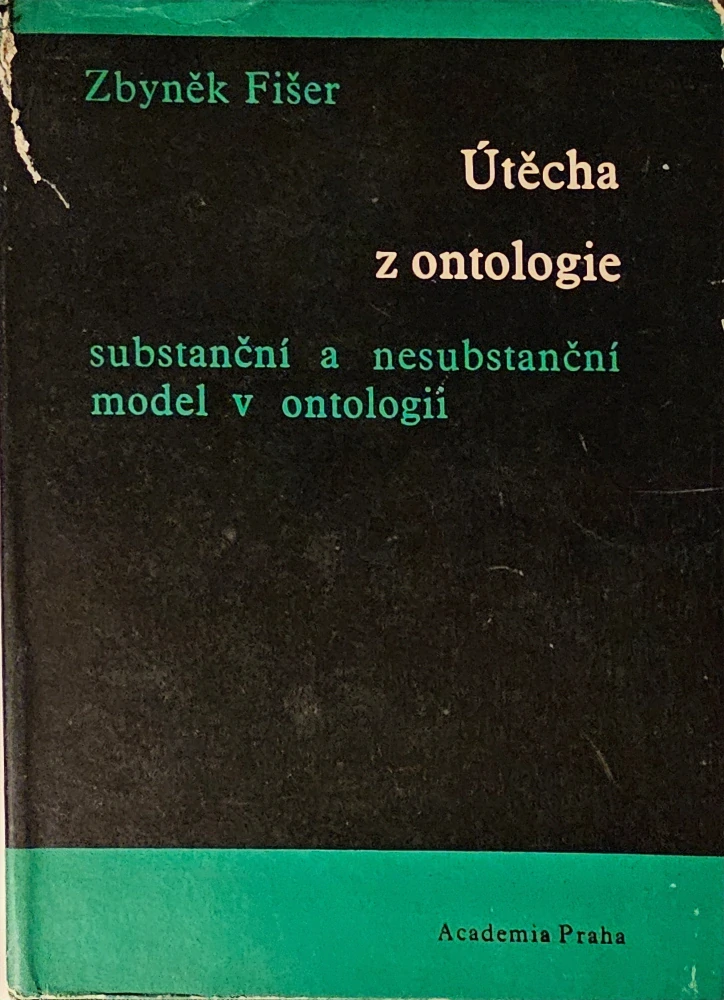 Zbyněk Fišer
Útěcha
z ontologie
substanční a nesubstanční
model v ontologii
Academia Praha